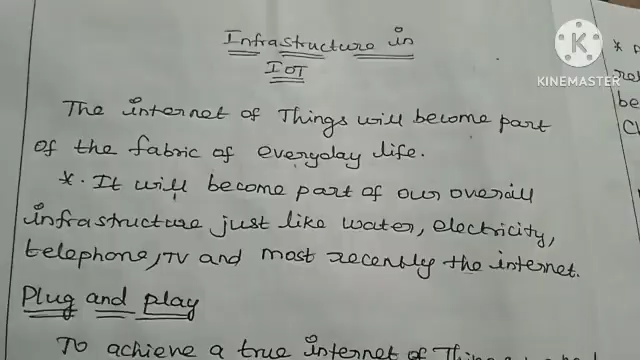 Infrastructure in
IOT
The internet of Things will become part
of the fabric of everyday life.
*. It will become part of our overall
infrastructure just like water, electricity,
telephone, TV and most recently the internet.
Plug and play
To achieve a true internet of Things
KINEMASTER